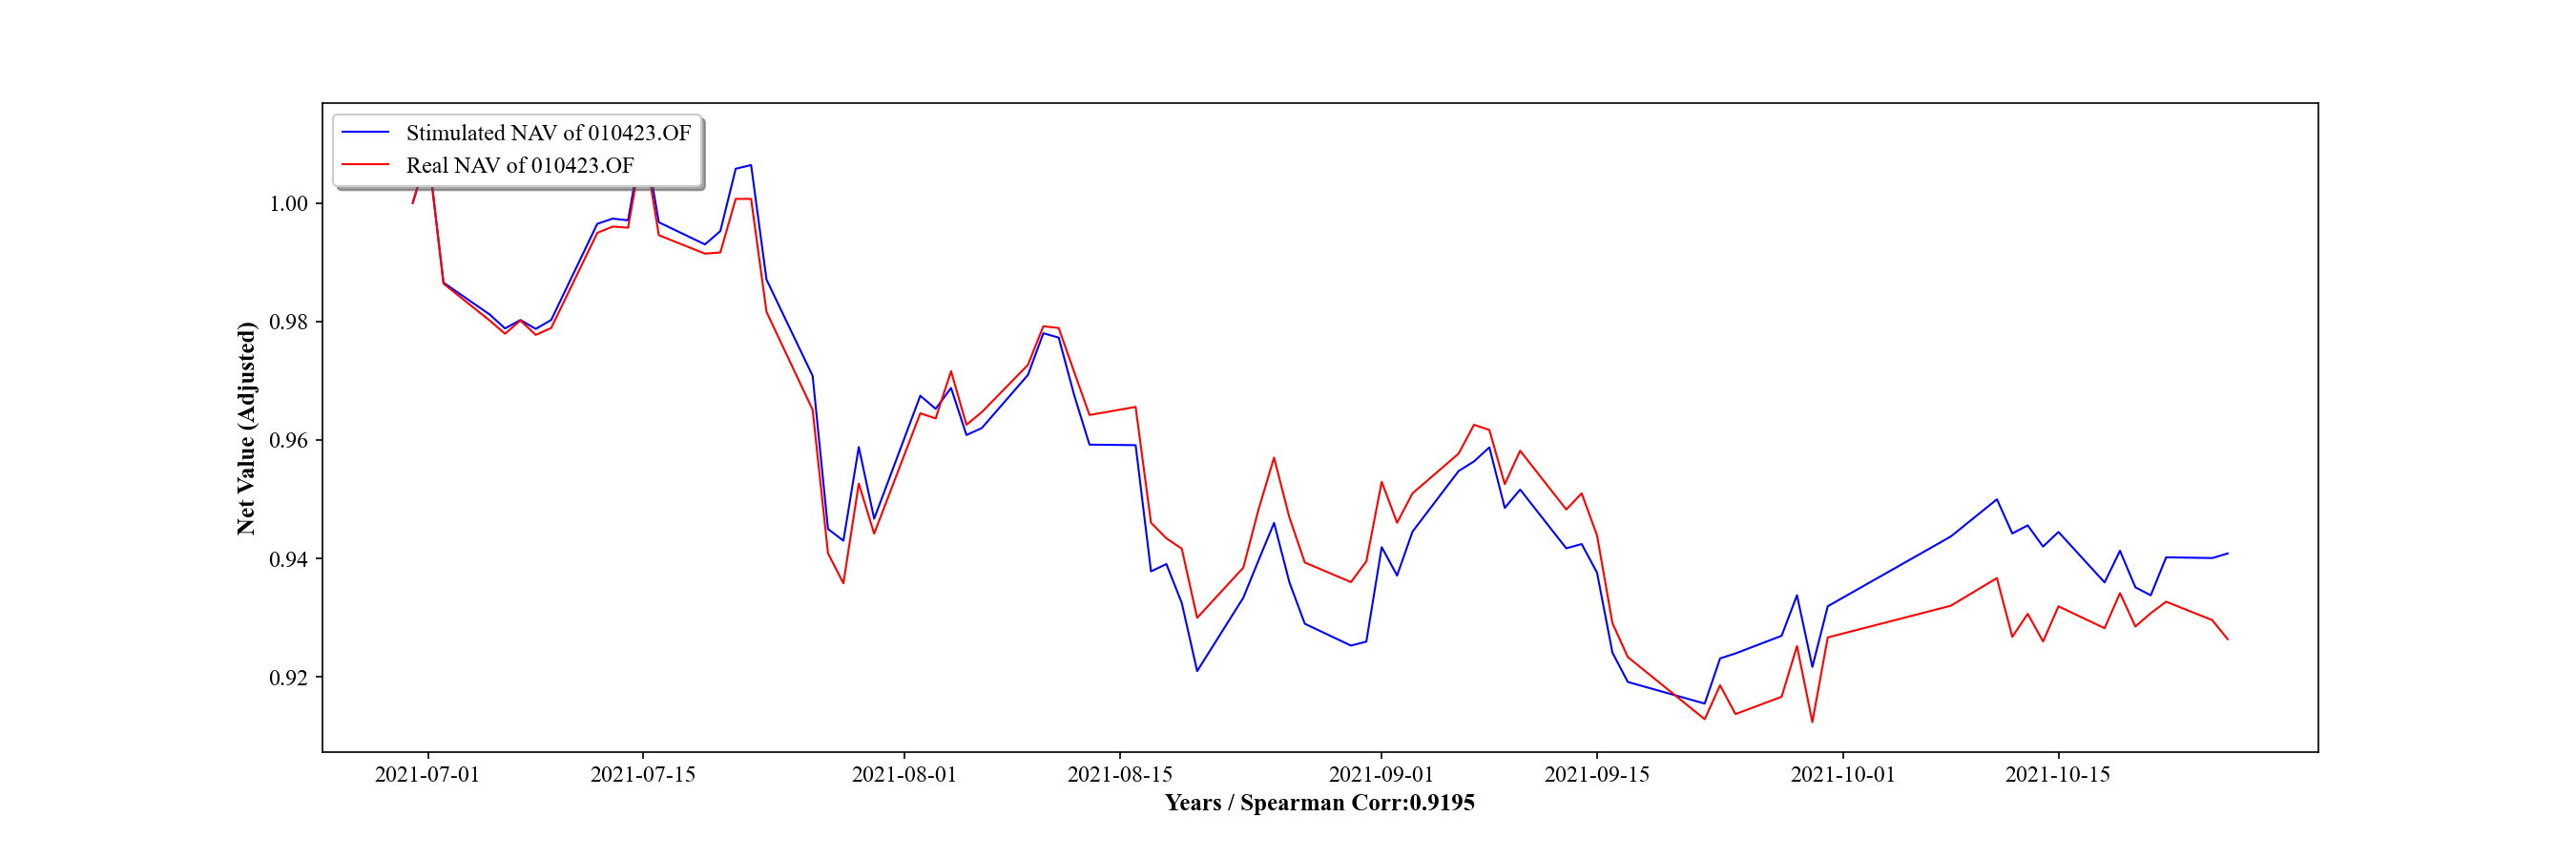 Stimulated NAV of 010423.OF
Real NAV of 010423.OF
Net Value (Adjusted)
1.00
0.98
0.96
0.94
0.92
2021-07-01 2021-07-15 2021-08-01 2021-08-15 2021-09-01 2021-09-15 2021-10-01 2021-10-15
Years / Spearman Corr:0.9195